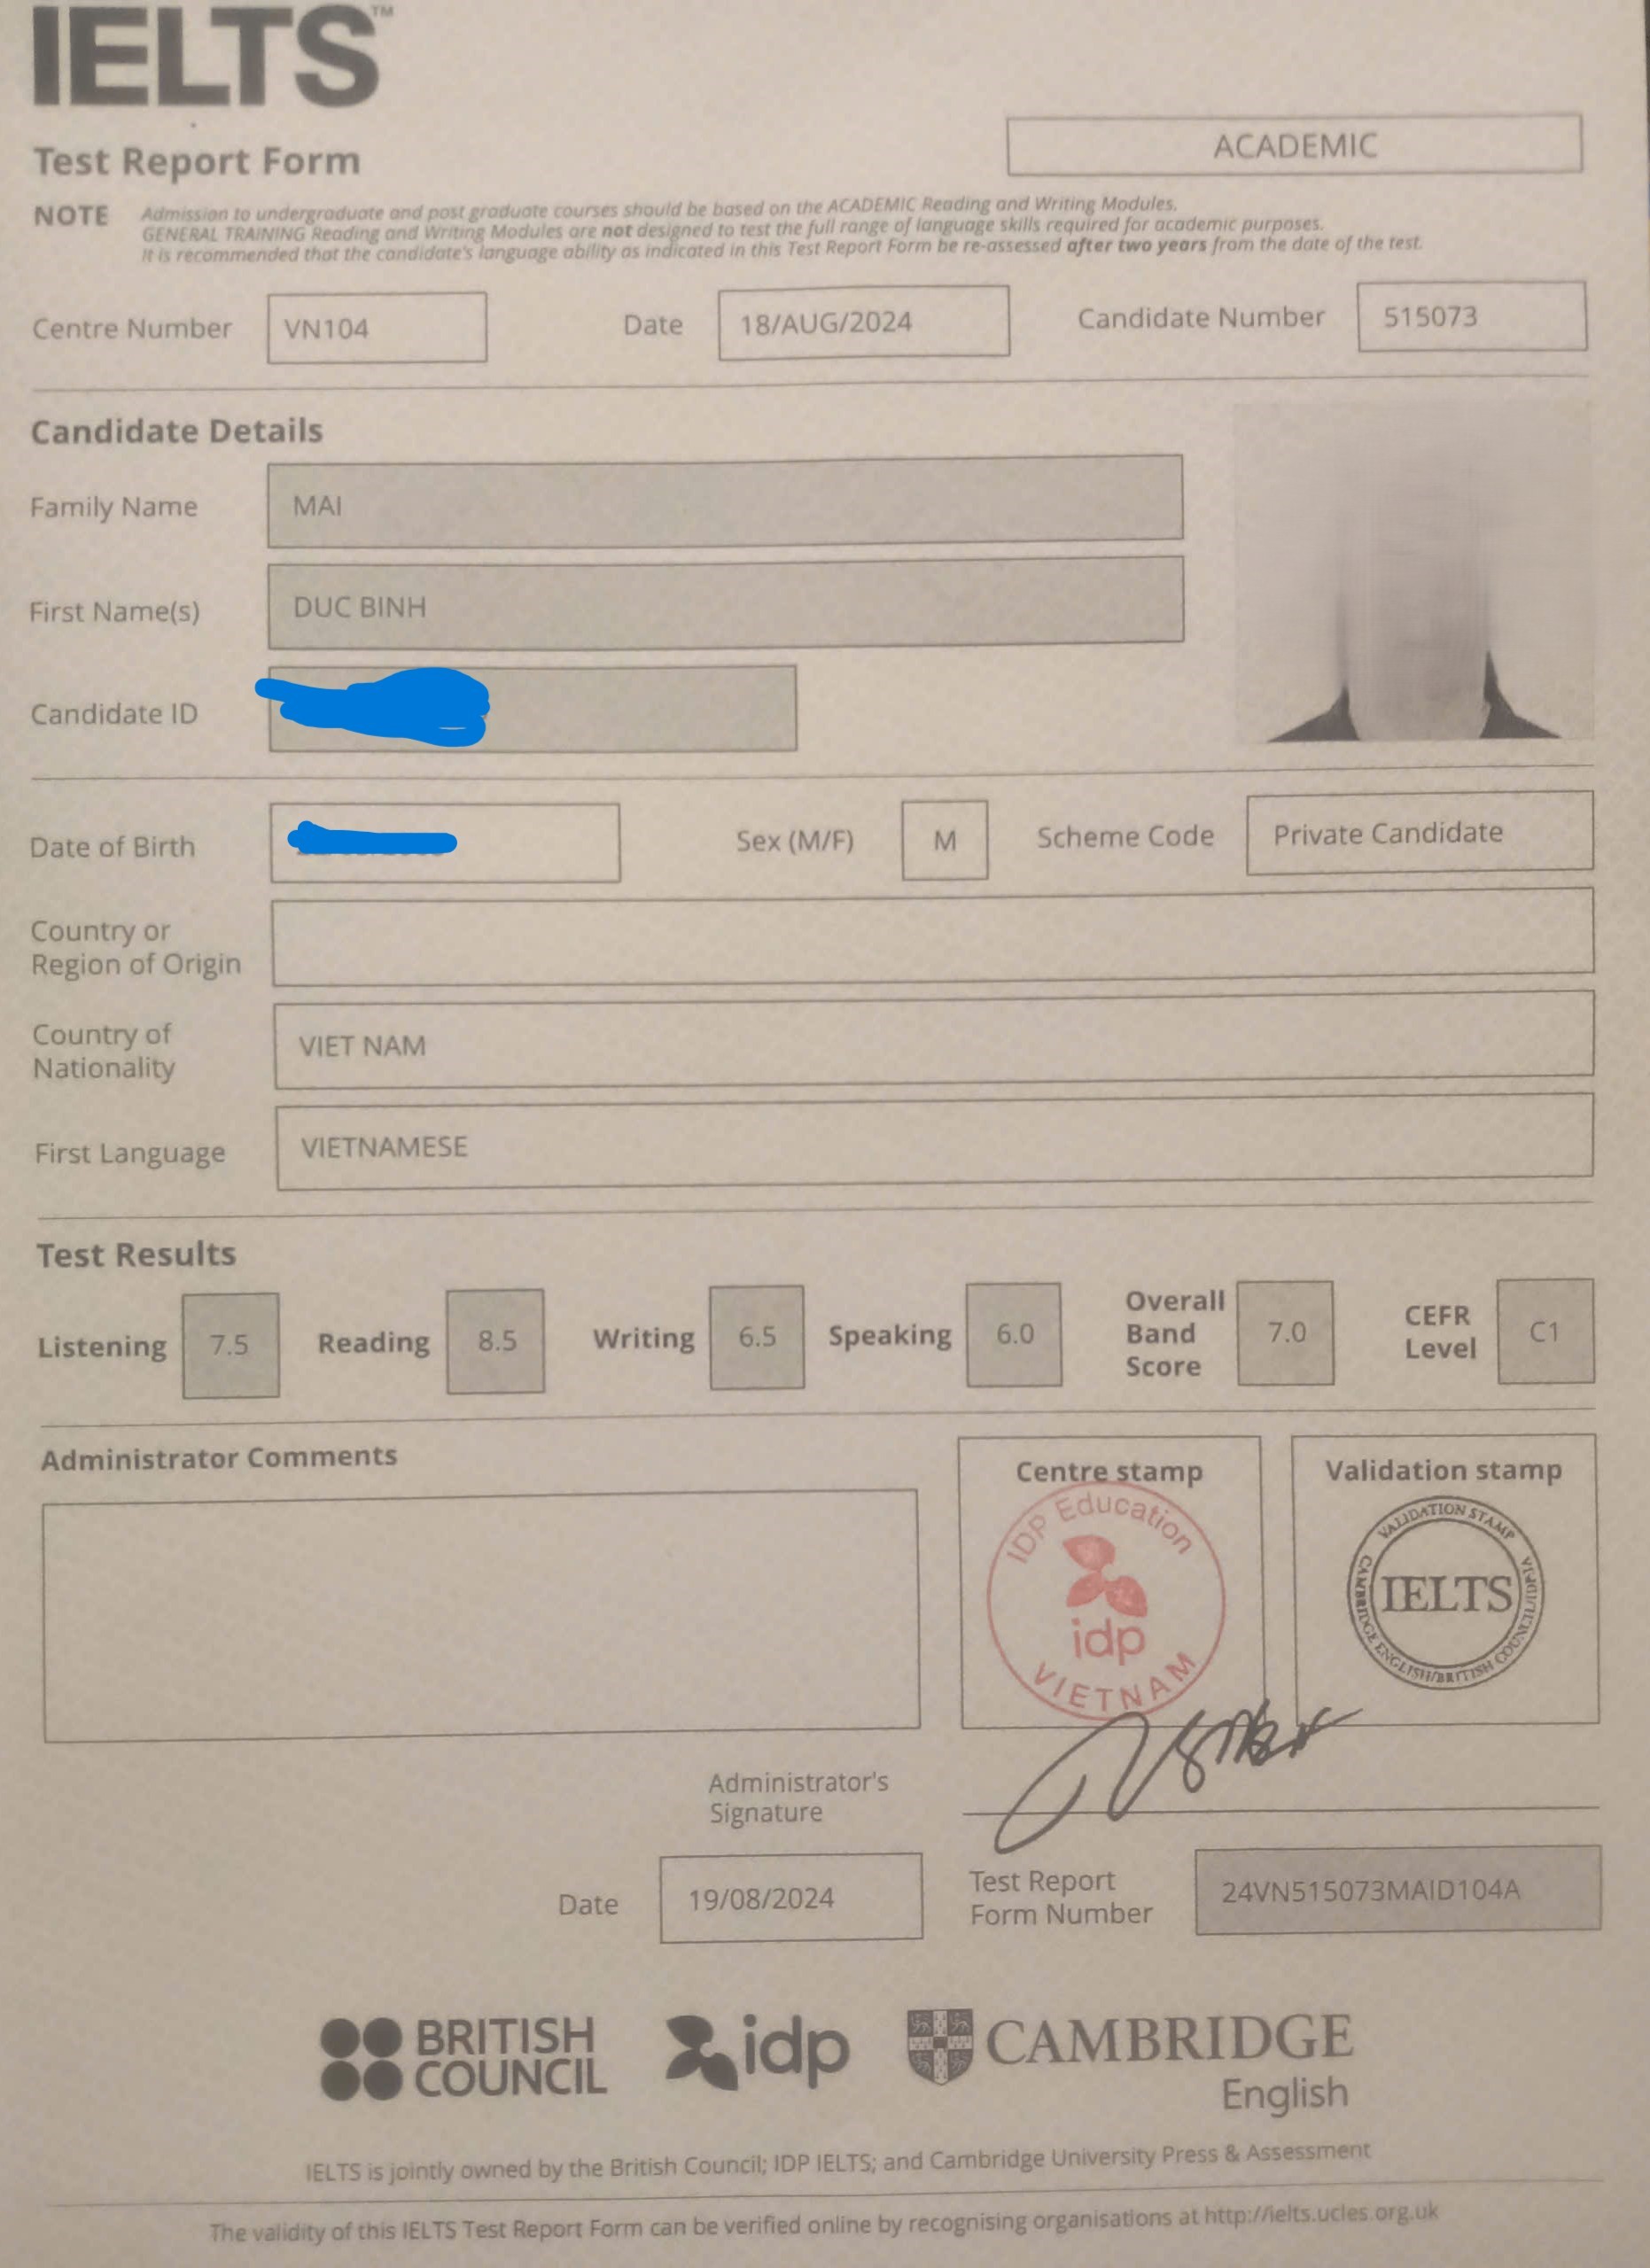 IELTS™
Test Report Form
ACADEMIC
NOTE Admission to undergraduate and post graduate courses should be based on the ACADEMIC Reading and Writing Modules.
GENERAL TRAINING Reading and Writing Modules are not designed to test the full range of language skills required for academic purposes.
It is recommended that the candidate's language ability as indicated in this Test Report Form be re-assessed after two years from the date of the test.
Centre Number VN104 Date 18/AUG/2024 Candidate Number 515073
Candidate Details
Family Name MAI
First Name(s) DUC BINH
Candidate ID
Date of Birth Sex (M/F) M Scheme Code Private Candidate
Country or
Region of Origin
Country of
Nationality
VIET NAM
First Language VIETNAMESE
Test Results
Listening 7.5 Reading 8.5 Writing 6.5 Speaking 6.0
Overall
Band
Score
7.0
CEFR
Level
C1
Administrator Comments
Centre stamp
IDP Education
idp
VIETNAM
Validation stamp
VALIDATION STAMP
IELTS
CAMBRIDGE ENGLISH/BRITISH COUNCIL/IDP:IA
Administrator's
Signature
Date 19/08/2024
Test Report
Form Number
24VN515073MAID104A
BRITISH
COUNCIL
idp
CAMBRIDGE
English
IELTS is jointly owned by the British Council; IDP IELTS; and Cambridge University Press & Assessment
The validity of this IELTS Test Report Form can be verified online by recognising organisations at http://ielts.ucles.org.uk